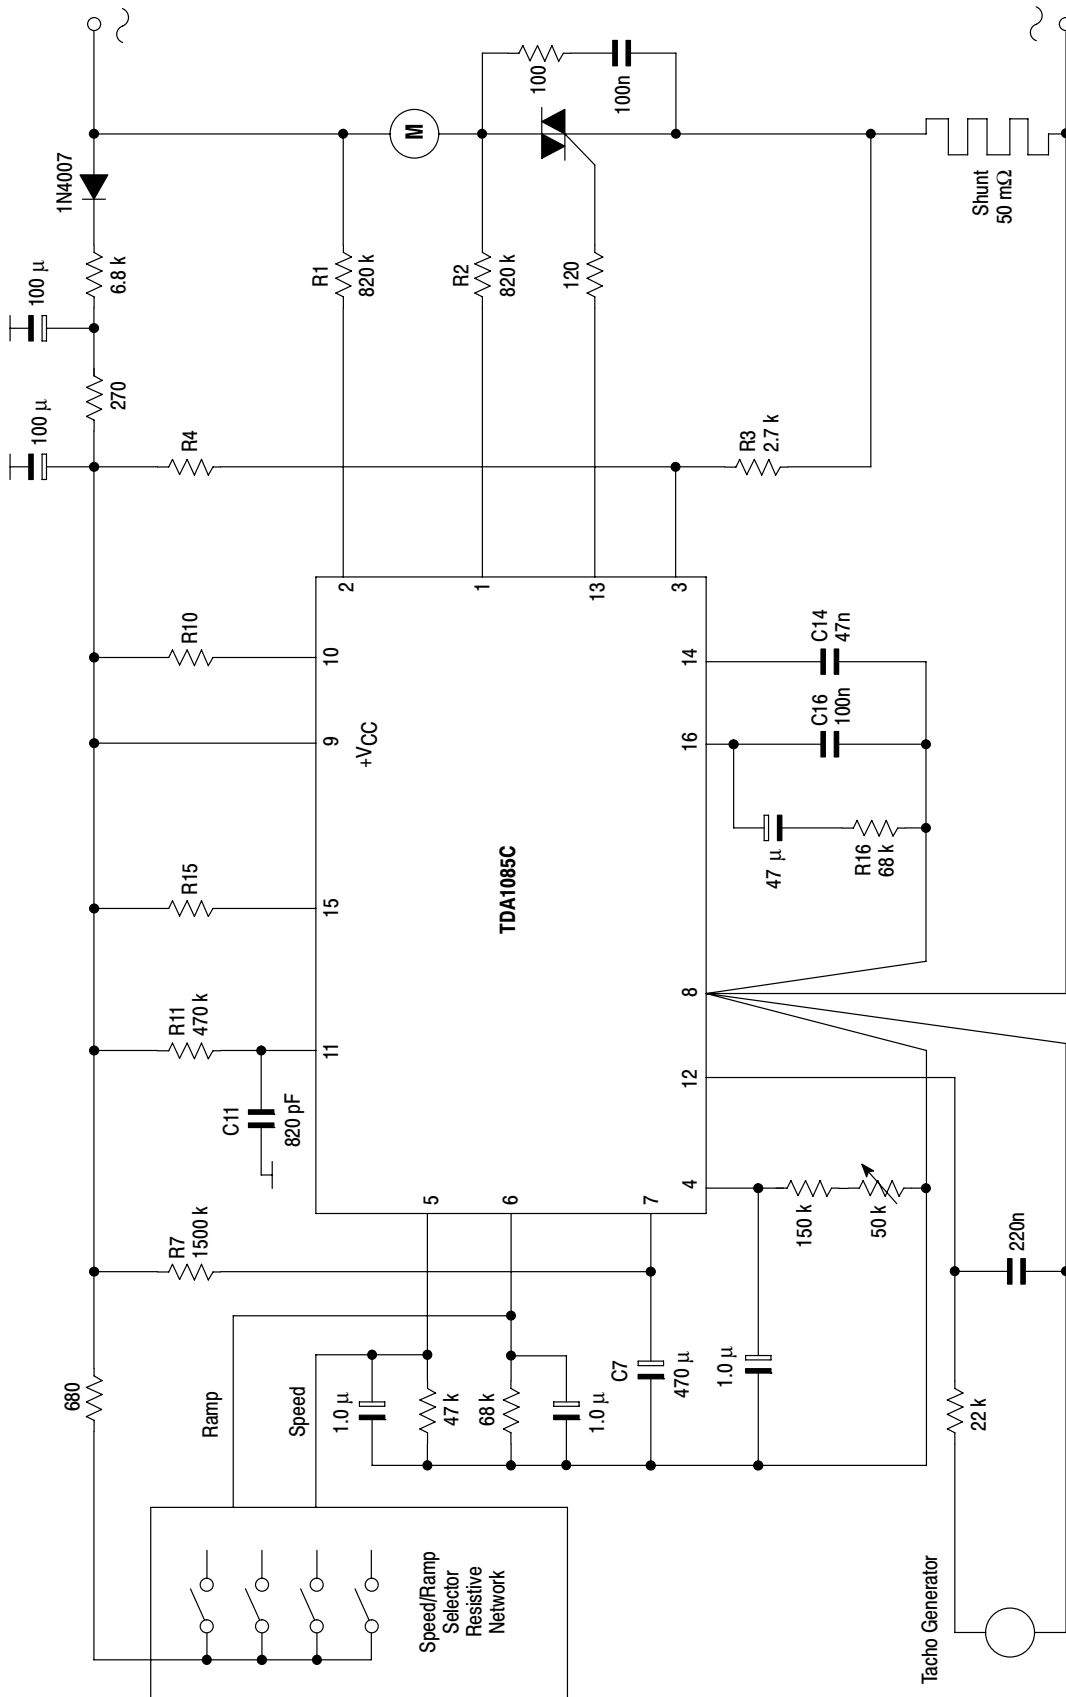 680
R7
1500 k
R11
470 k
C11
820 pF
R15
R10
R4
270
100 µ
100 µ
6.8 k
1N4007
Ramp
Speed
1.0 µ
47 k
68 k
1.0 µ
C7
470 µ
1.0 µ
Speed/Ramp
Selector
Resistive
Network
11
15
9
+VCC
10
2
1
13
3
5
6
7
4
12
8
16
14
TDA1085C
R1
820 k
R2
820 k
120
M
100
100n
R3
2.7 k
Shunt
50 mΩ
150 k
50 k
47 µ
R16
68 k
C16
100n
C14
47n
220n
22 k
Tacho Generator